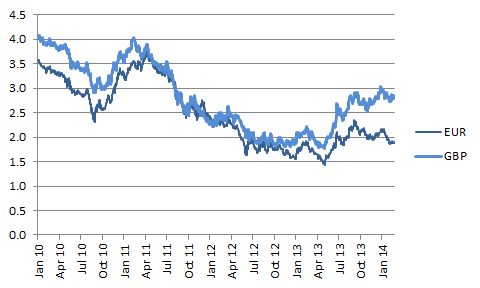 4.5
4.0
3.5
3.0
2.5
2.0
1.5
1.0
0.5
0.0
Jan 10
Apr 10
Jul 10
Oct 10
Jan 11
Apr 11
Jul 11
Oct 11
Jan 12
Apr 12
Jul 12
Oct 12
Jan 13
Apr 13
Jul 13
Oct 13
Jan 14
EUR
GBP